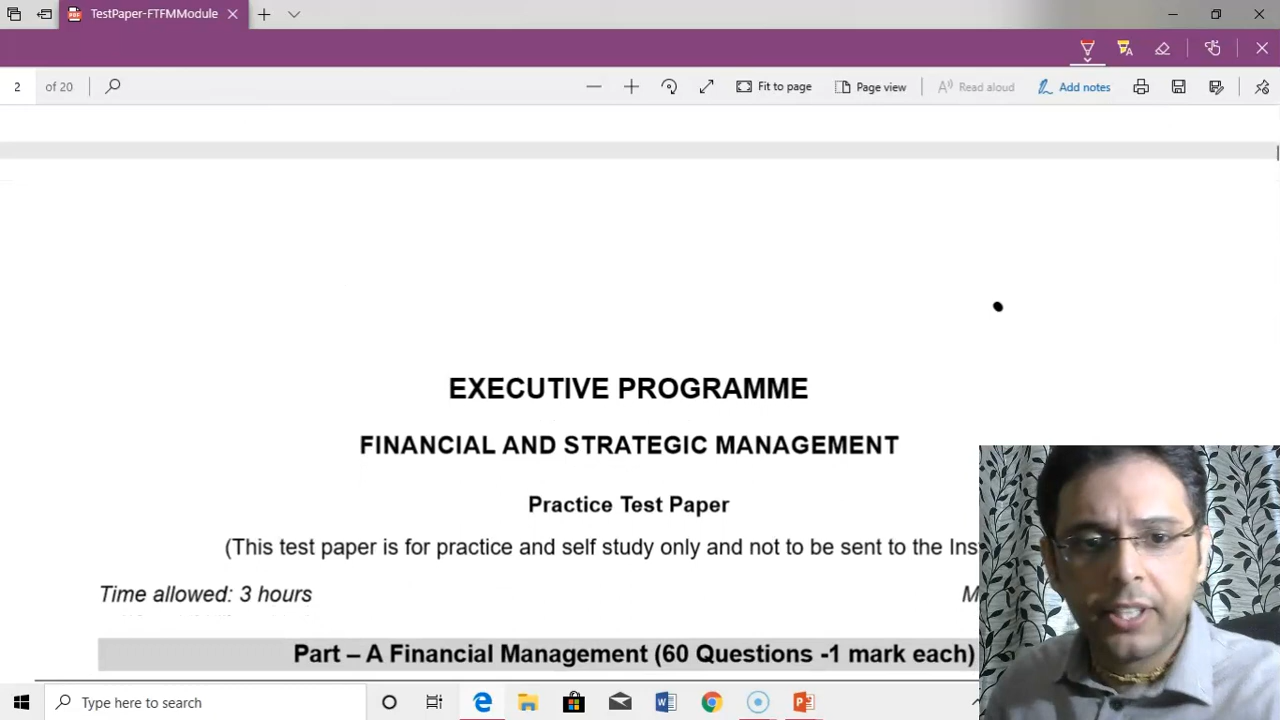 TestPaper-FTFMModule
2 of 20
Fit to page
Page view
Read aloud
Add notes
EXECUTIVE PROGRAMME
FINANCIAL AND STRATEGIC MANAGEMENT
Practice Test Paper
(This test paper is for practice and self study only and not to be sent to the Ins
Time allowed: 3 hours
M
Part – A Financial Management (60 Questions -1 mark each)
Type here to search